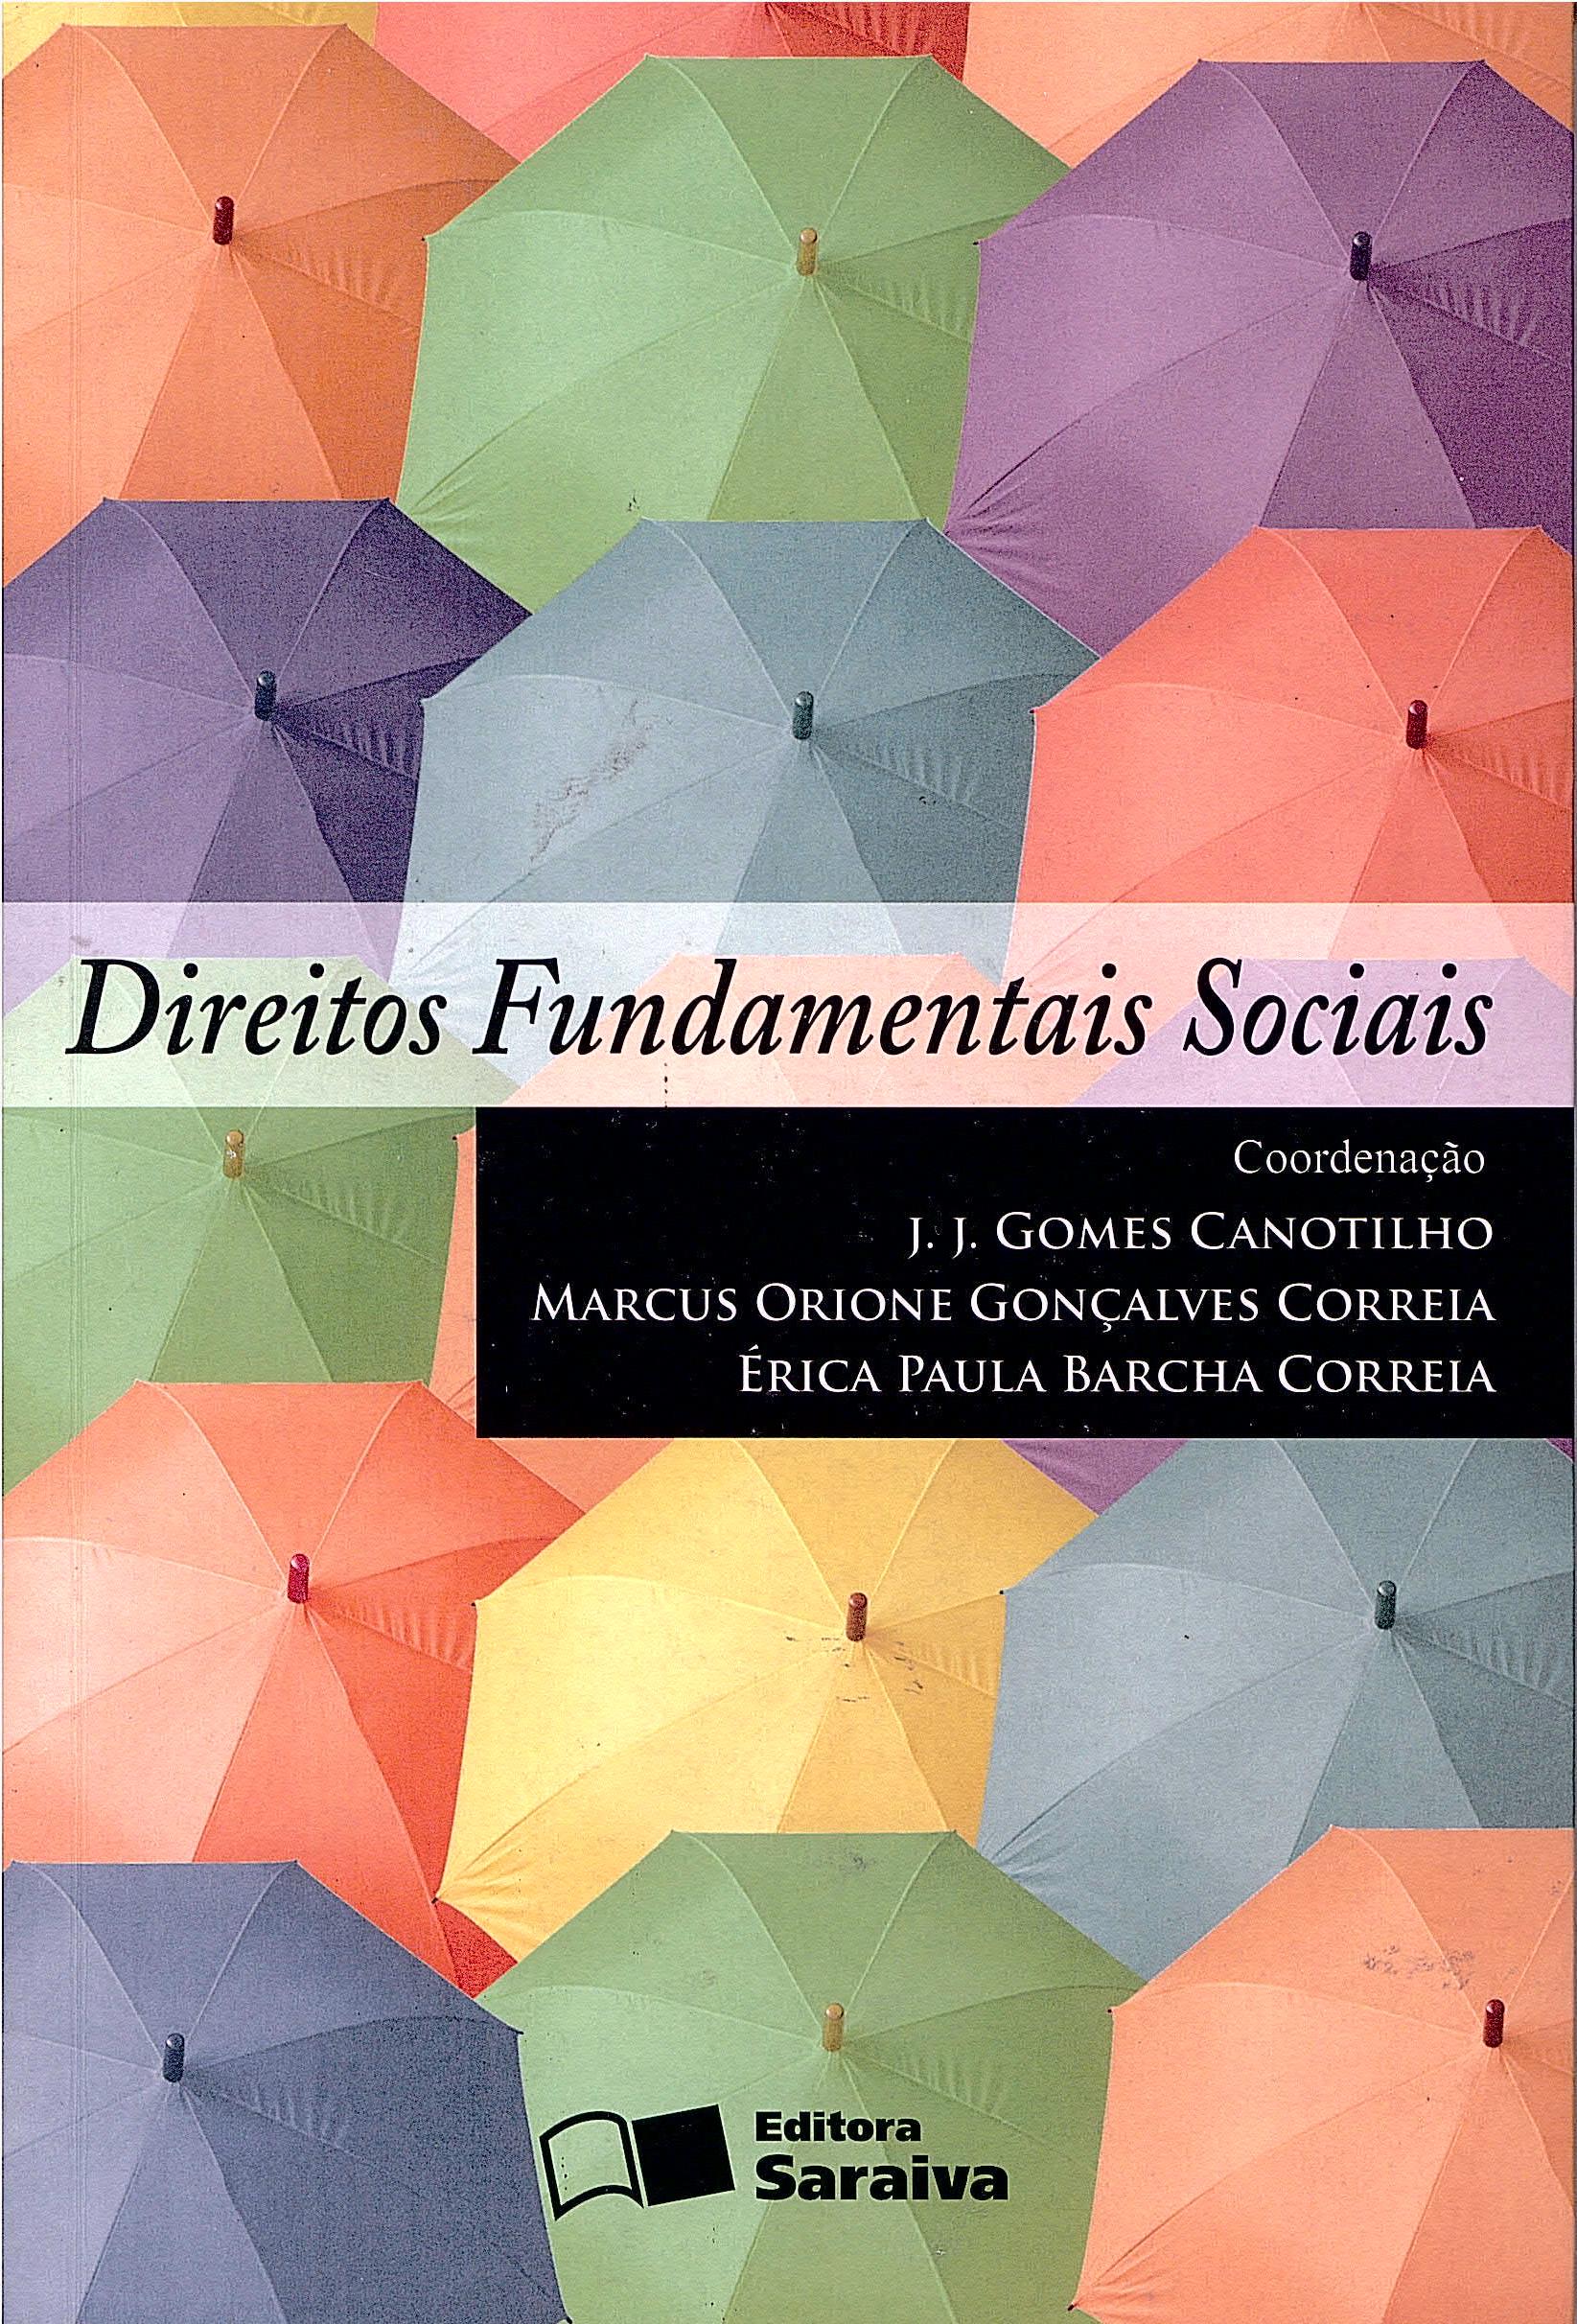 Direitos Fundamentais Sociais
Coordenação
J. J. GOMES CANOTILHO
MARCUS ORIONE GONÇALVES CORREIA
ÉRICA PAULA BARCHA CORREIA
Editora
Saraiva